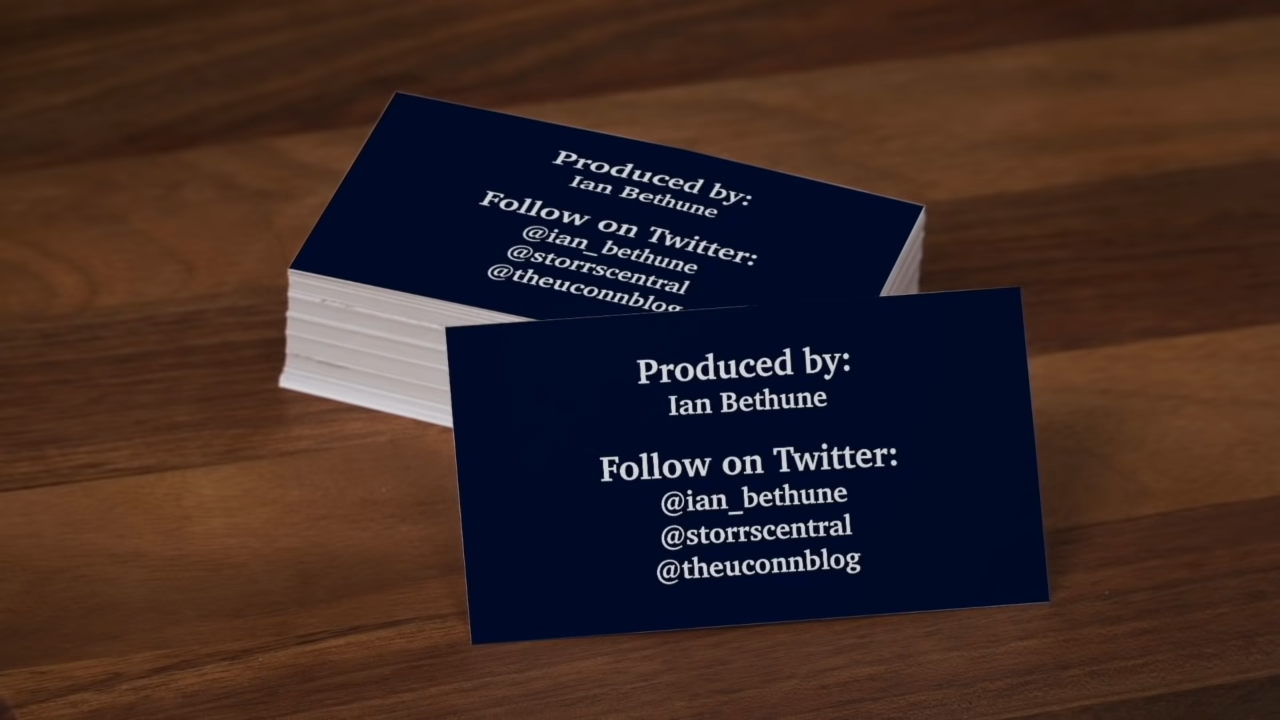 Produced by:
Ian Bethune
Follow on Twitter:
@ian_bethune
@storrscentral
@theuconnblog
Produced by:
Ian Bethune
Follow on Twitter:
@ian_bethune
@storrscentral
@theuconnblog